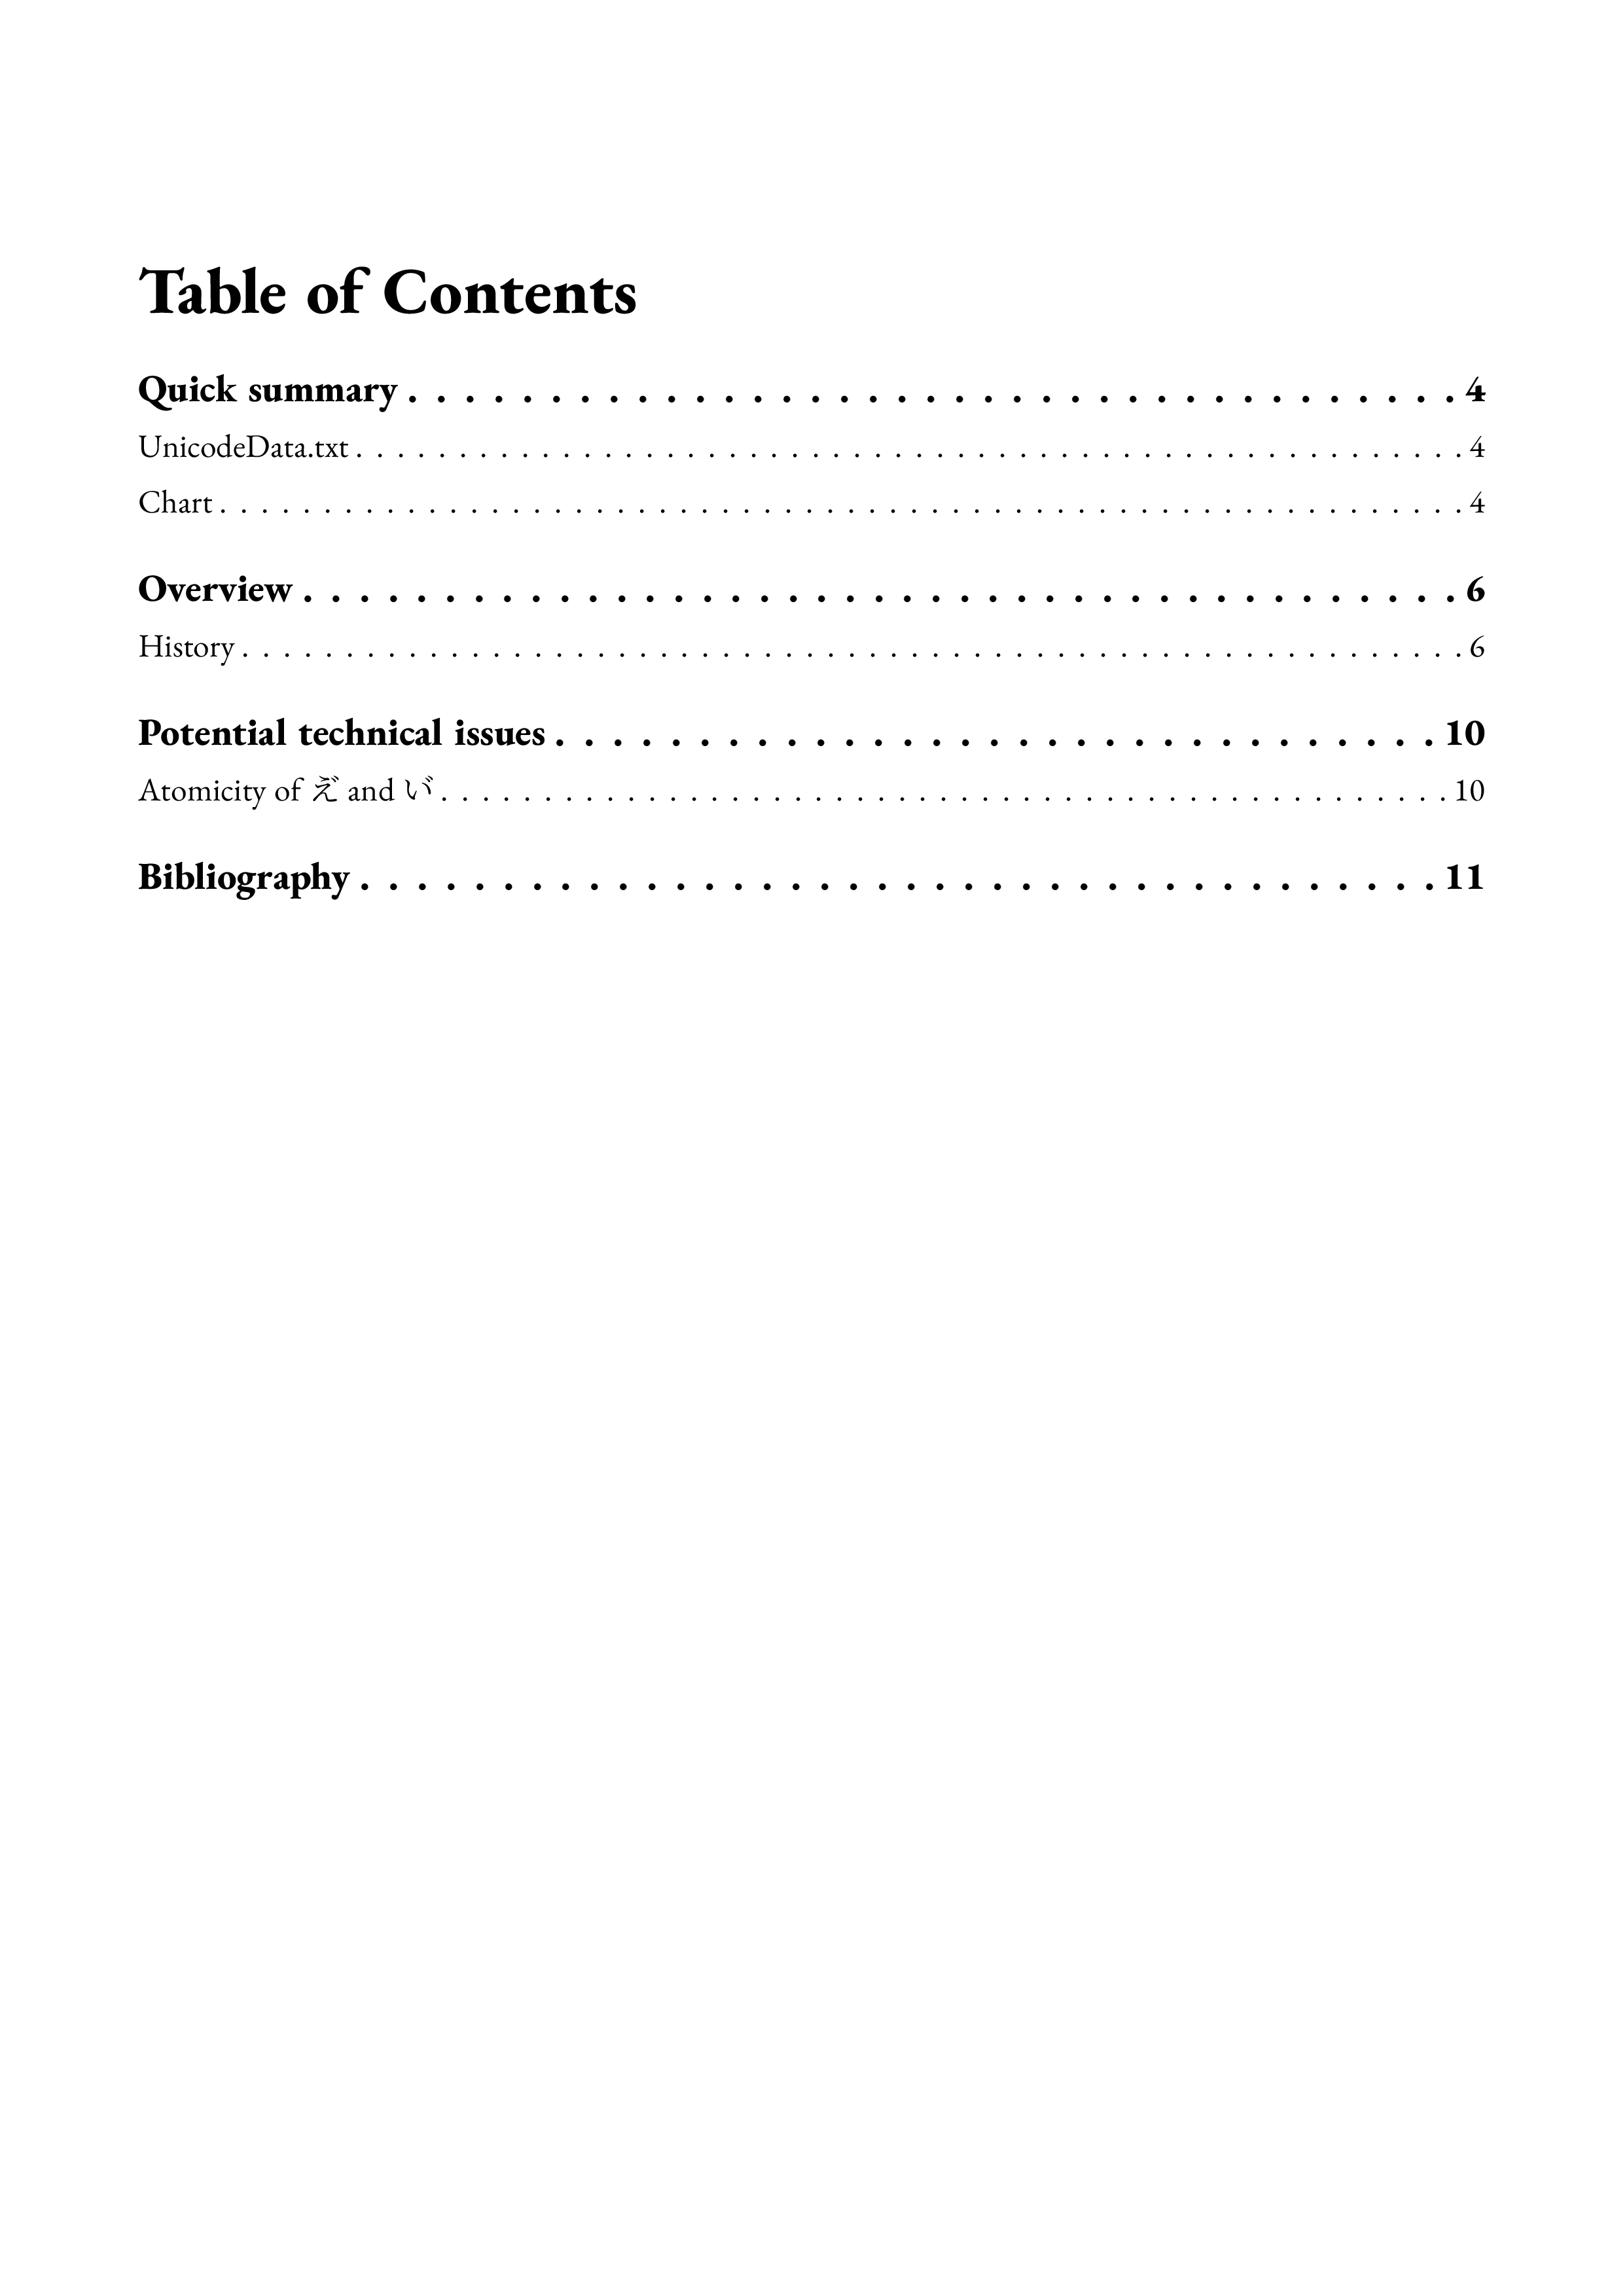 Table of Contents
Quick summary . . . . . . . . . . . . . . . . . . . . . . . . . . . . . . . . . . . . . 4
UnicodeData.txt . . . . . . . . . . . . . . . . . . . . . . . . . . . . . . . . . . . . . . . . . . . . . . . . . . . . . 4
Chart . . . . . . . . . . . . . . . . . . . . . . . . . . . . . . . . . . . . . . . . . . . . . . . . . . . . . . . . . . . . 4
Overview . . . . . . . . . . . . . . . . . . . . . . . . . . . . . . . . . . . . . . . . . 6
History . . . . . . . . . . . . . . . . . . . . . . . . . . . . . . . . . . . . . . . . . . . . . . . . . . . . . . . . . . . 6
Potential technical issues . . . . . . . . . . . . . . . . . . . . . . . . . . . . . . . 10
Atomicity of え゙ and い゙ . . . . . . . . . . . . . . . . . . . . . . . . . . . . . . . . . . . . . . . . . . . . . . . . . 10
Bibliography . . . . . . . . . . . . . . . . . . . . . . . . . . . . . . . . . . . . . . 11